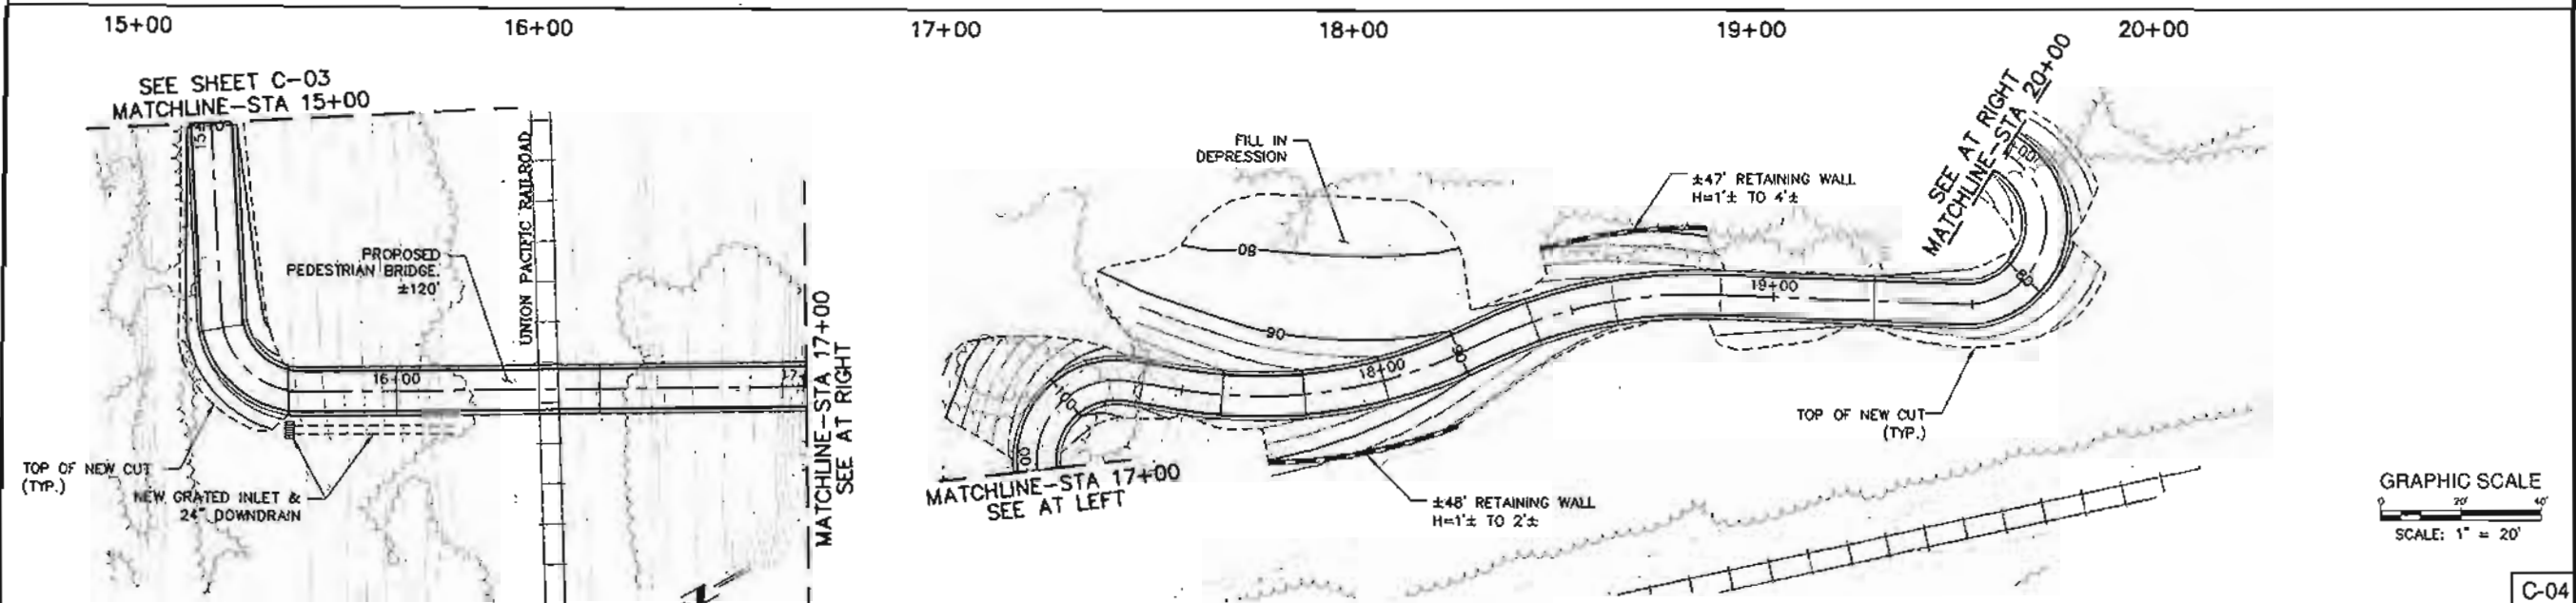 15+00 16+00 17+00 18+00 19+00 20+00
SEE SHEET C-03
MATCHLINE-STA 15+00
UNION PACIFIC RAILROAD
PROPOSED
PEDESTRIAN BRIDGE.
±120'
16+00
TOP OF NEW CUT
(TYP.)
NEW GRATED INLET &
24" DOWNDRAIN
MATCHLINE-STA 17+00
SEE AT RIGHT
FILL IN
DEPRESSION
80
90
100
90
18+00
MATCHLINE-STA 17+00
SEE AT LEFT
±48' RETAINING WALL
H=1'± TO 2'±
±47' RETAINING WALL
H=1'± TO 4'±
19+00
80
SEE AT RIGHT
MATCHLINE-STA 20+00
TOP OF NEW CUT
(TYP.)
GRAPHIC SCALE
0 20' 40'
SCALE: 1" = 20'
C-04